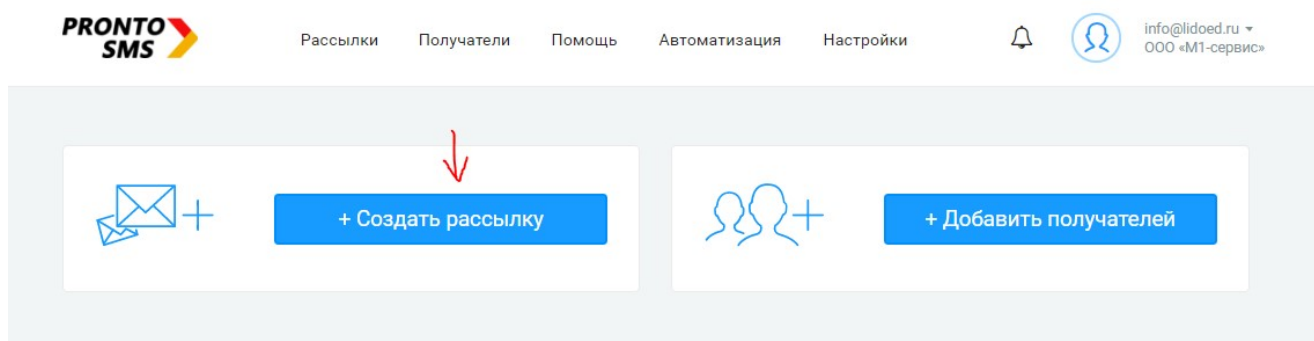 PRONTO
SMS
Рассылки Получатели Помощь Автоматизация Настройки
info@lidoed.ru
ООО «М1-сервис»
+ Создать рассылку
+ Добавить получателей